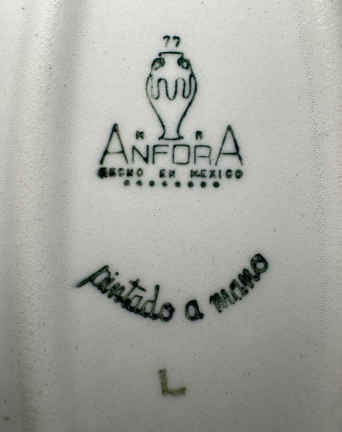 77
M R
ANFORA
HECHO EN MEXICO
pintado a mano
L